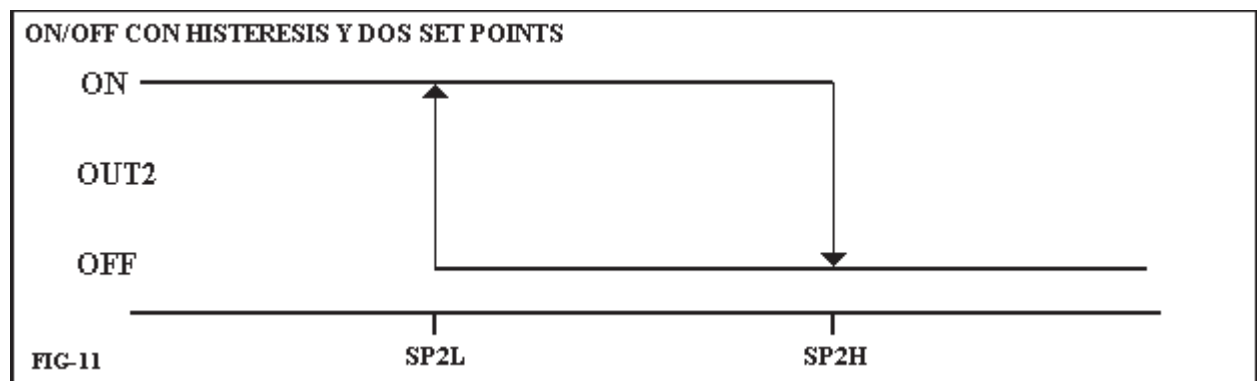 ON/OFF CON HISTERESIS Y DOS SET POINTS
ON
OUT2
OFF
SP2L SP2H
FIG-11